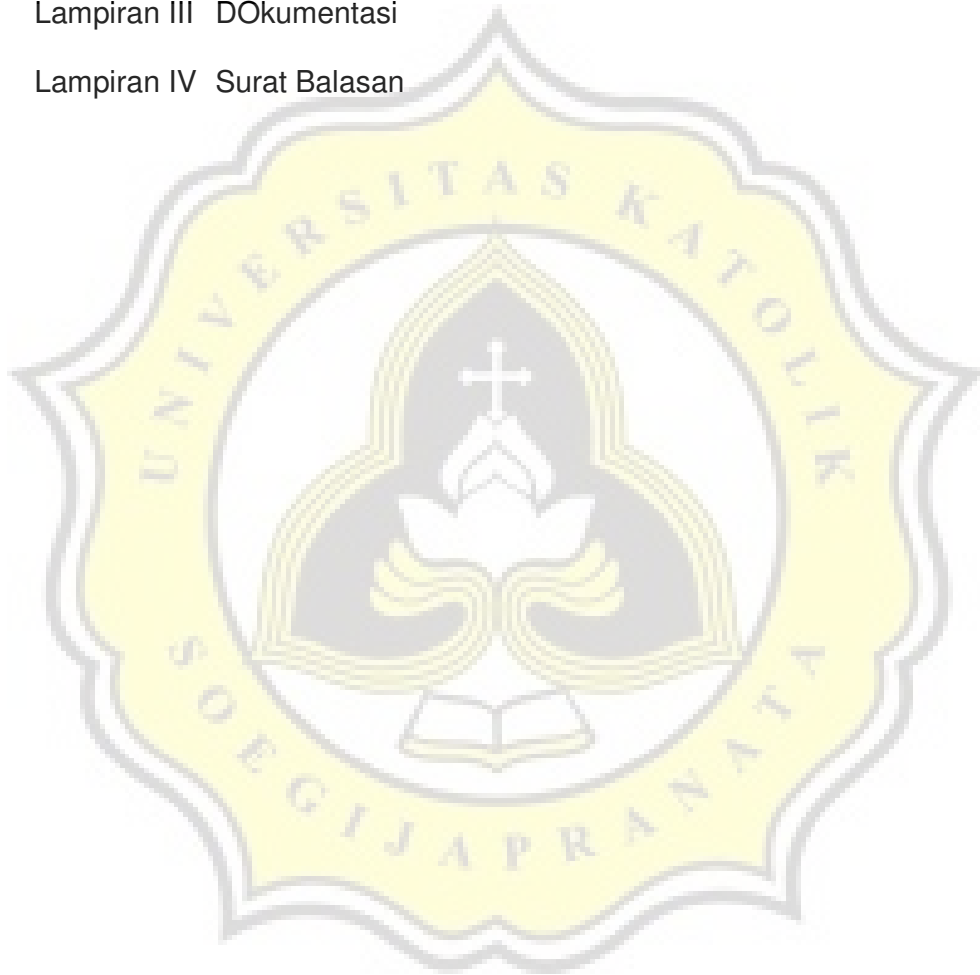 Lampiran III DOkumentasi
Lampiran IV Surat Balasan
UNIVERSITAS KATOLIK
SOEGIJAPRANATA